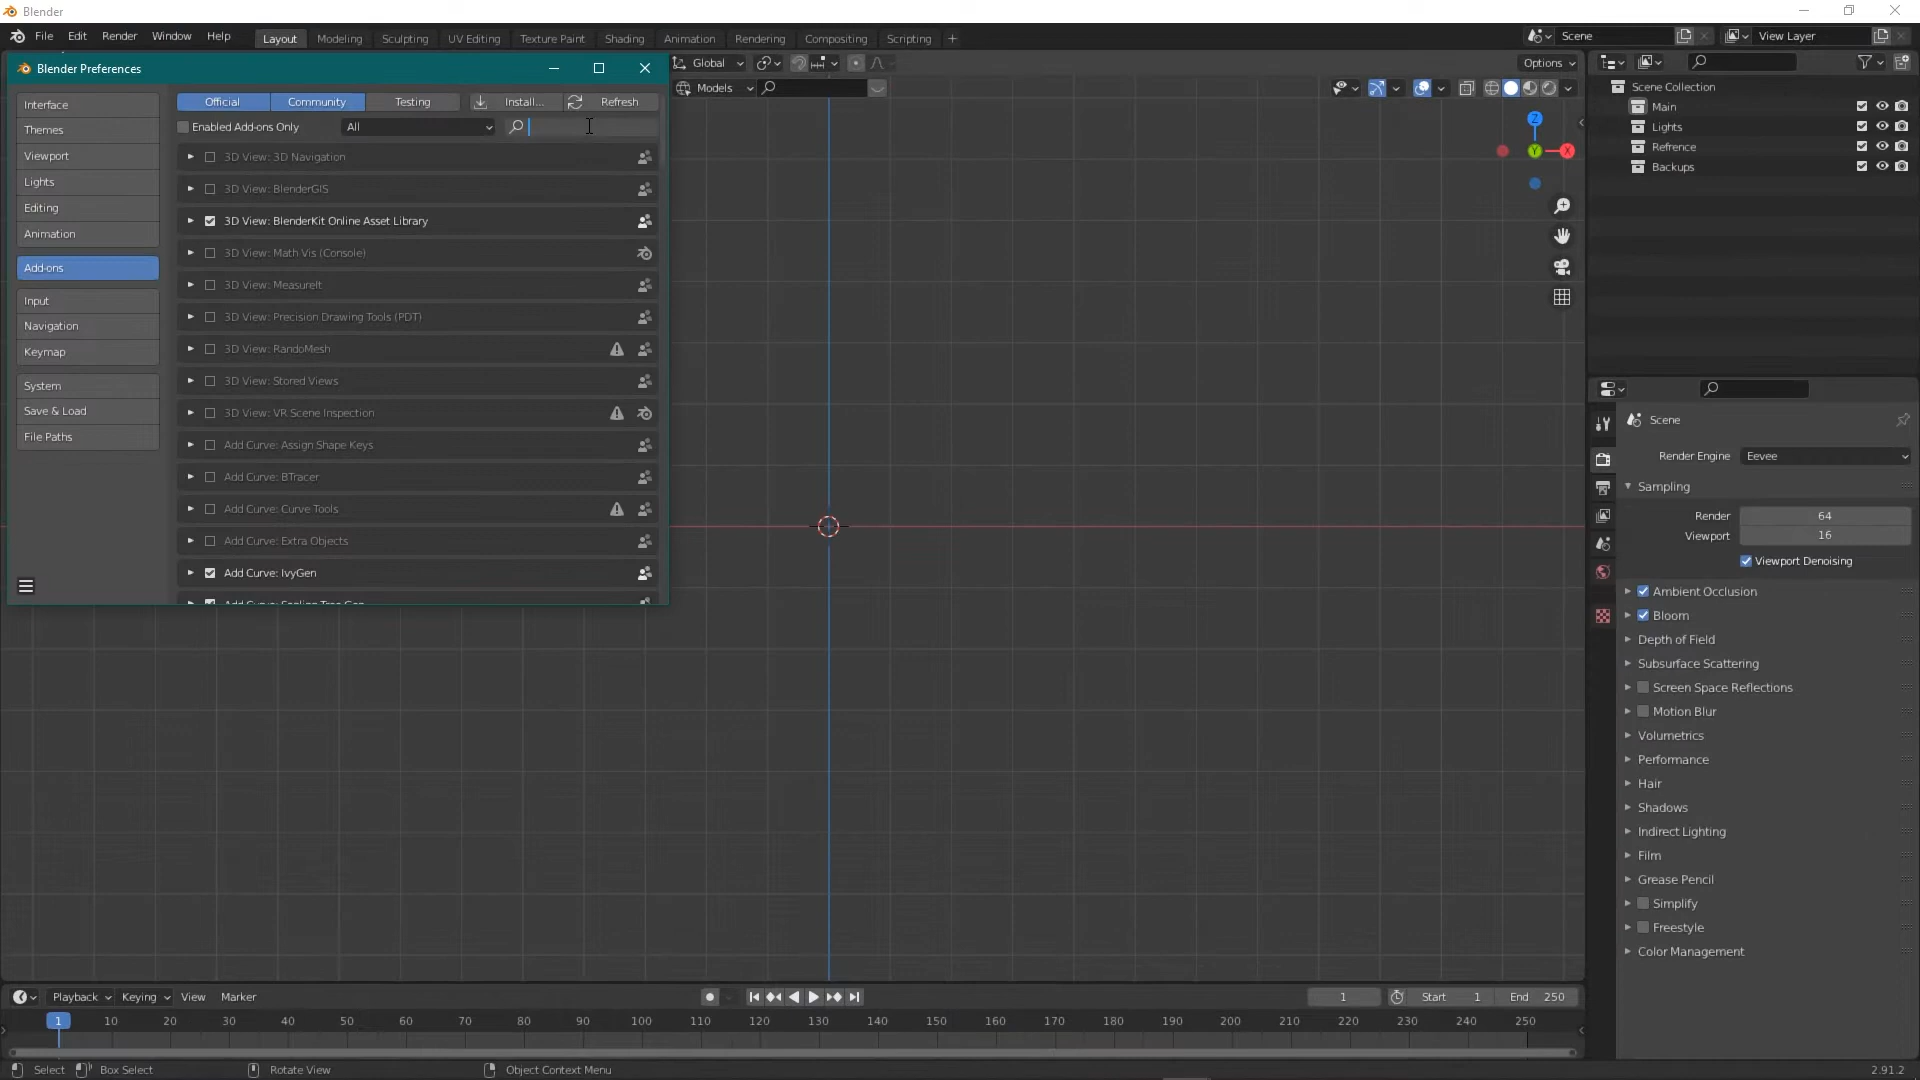 Blender
File Edit Render Window Help Layout Modeling Sculpting UV Editing Texture Paint Shading Animation Rendering Compositing Scripting + Scene View Layer
Blender Preferences
Global Options
Models
Interface
Themes
Viewport
Lights
Editing
Animation
Add-ons
Input
Navigation
Keymap
System
Save & Load
File Paths
Official Community Testing Install... Refresh
Enabled Add-ons Only All
3D View: 3D Navigation
3D View: BlenderGIS
3D View: BlenderKit Online Asset Library
3D View: Math Vis (Console)
3D View: MeasureIt
3D View: Precision Drawing Tools (PDT)
3D View: RandoMesh
3D View: Stored Views
3D View: VR Scene Inspection
Add Curve: Assign Shape Keys
Add Curve: BTracer
Add Curve: Curve Tools
Add Curve: Extra Objects
Add Curve: IvyGen
Add Curve: Sapling Tree Gen
Z
Y X
Scene Collection
Main
Lights
Refrence
Backups
Scene
Render Engine Eevee
Sampling
Render 64
Viewport 16
Viewport Denoising
Ambient Occlusion
Bloom
Depth of Field
Subsurface Scattering
Screen Space Reflections
Motion Blur
Volumetrics
Performance
Hair
Shadows
Indirect Lighting
Film
Grease Pencil
Simplify
Freestyle
Color Management
Playback Keying View Marker 1 Start 1 End 250
1 10 20 30 40 50 60 70 80 90 100 110 120 130 140 150 160 170 180 190 200 210 220 230 240 250
Select Box Select Rotate View Object Context Menu 2.91.2